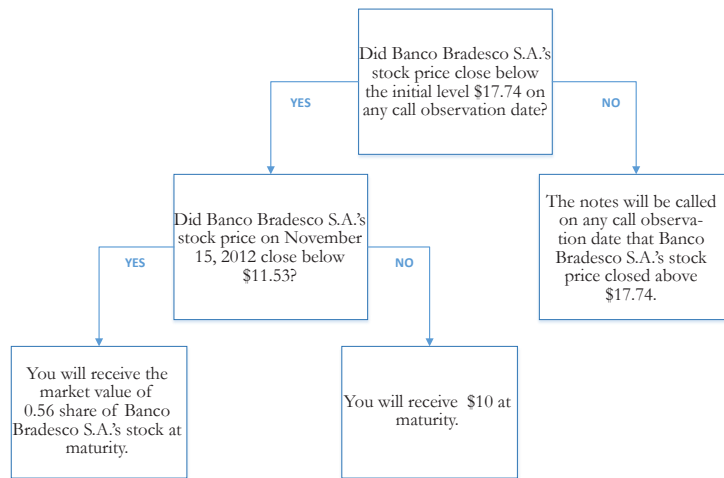 Did Banco Bradesco S.A.'s
stock price close below
the initial level $17.74 on
any call observation date?
YES
NO
Did Banco Bradesco S.A.'s
stock price on November
15, 2012 close below
$11.53?
The notes will be called
on any call observa-
tion date that Banco
Bradesco S.A.'s stock
price closed above
$17.74.
YES
NO
You will receive the
market value of
0.56 share of Banco
Bradesco S.A.'s stock at
maturity.
You will receive $10 at
maturity.